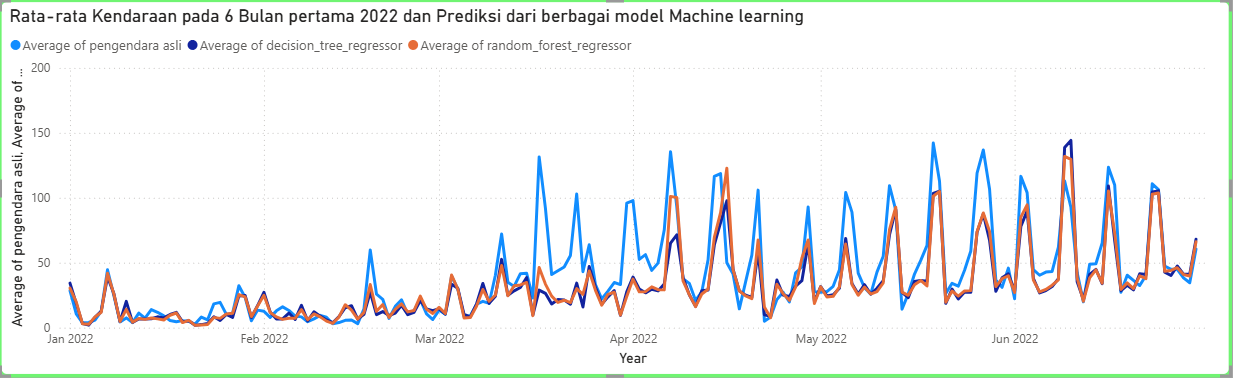 Rata-rata Kendaraan pada 6 Bulan pertama 2022 dan Prediksi dari berbagai model Machine learning
Average of pengendara asli Average of decision_tree_regressor Average of random_forest_regressor
Average of pengendara asli, Average of ...
200
150
100
50
0
Jan 2022 Feb 2022 Mar 2022 Apr 2022 May 2022 Jun 2022
Year